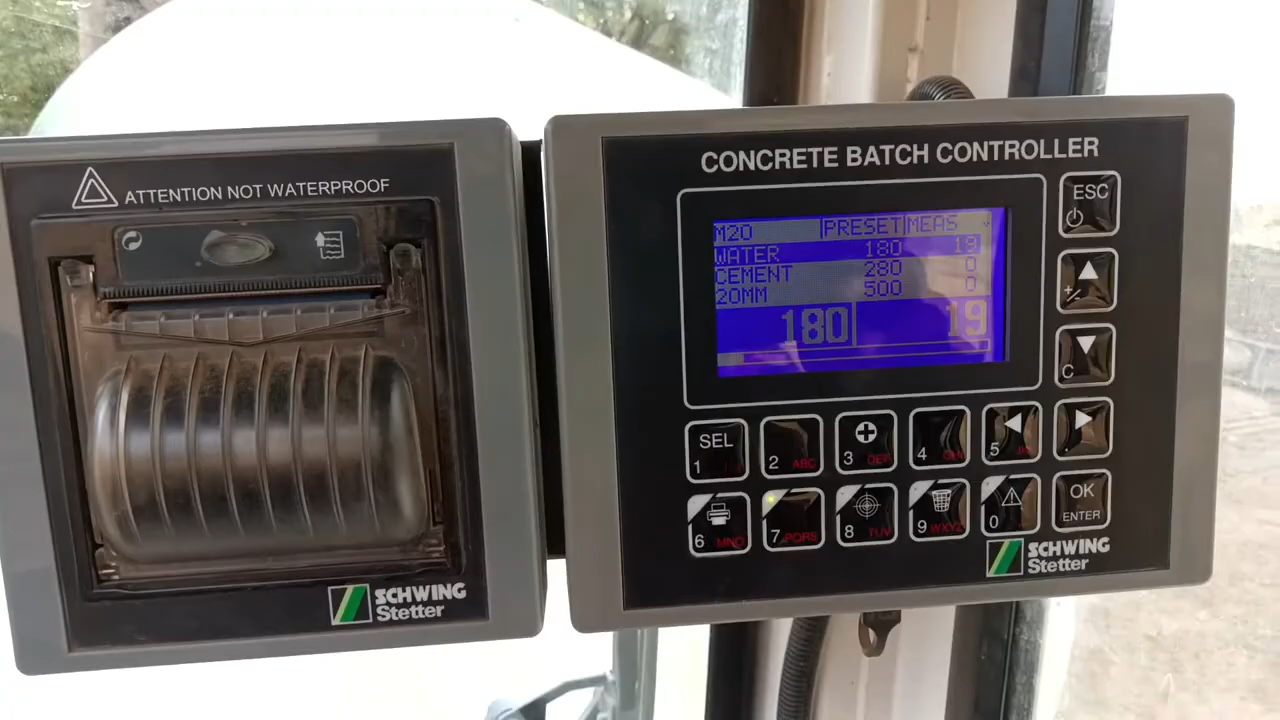 ATTENTION NOT WATERPROOF
SCHWING
Stetter
CONCRETE BATCH CONTROLLER
M20 PRESET MEAS
WATER 180 19
CEMENT 280 0
20MM 500 0
180 19
ESC
+/-
C
SEL
1
2 ABC
3 DEF
4 GHI
5
6 MNO
7 PQRS
8 TUV
9 WXYZ
0
OK
ENTER
SCHWING
Stetter